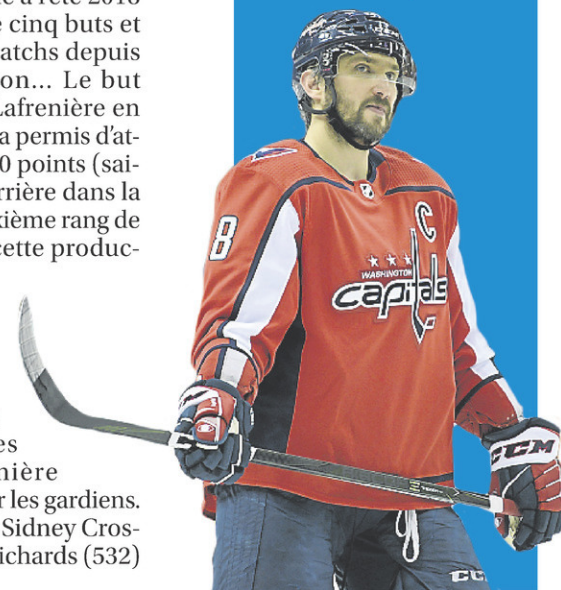 cinq buts et
atchs depuis
on... Le but
Lafrenière en
a permis d'at-
0 points (sai-
rrière dans la
xième rang de
cette produc-
es
nière
r les gardiens.
Sidney Cros-
ichards (532)
8
C
WASHINGTON
capitals
CCM
CCM